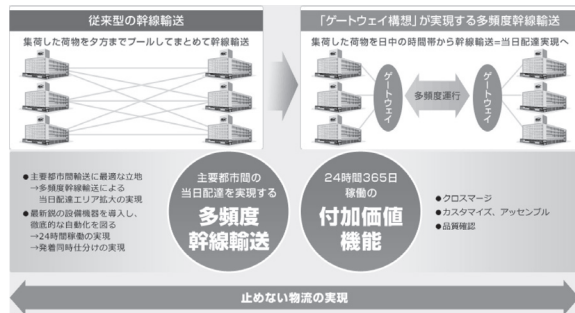 従来型の幹線輸送
集荷した荷物を夕方までプールしてまとめて幹線輸送
「ゲートウェイ構想」が実現する多頻度幹線輸送
集荷した荷物を日中の時間帯から幹線輸送=当日配達実現へ
ゲートウェイ
多頻度運行
ゲートウェイ
●主要都市間輸送に最適な立地
→多頻度幹線輸送による
当日配達エリア拡大の実現
●最新鋭の設備機器を導入し、
徹底的な自動化を図る
→24時間稼働の実現
→発着同時仕分けの実現
主要都市間の
当日配達を実現する
多頻度
幹線輸送
24時間365日
稼働の
付加価値
機能
●クロスマージ
●カスタマイズ、アッセンブル
●品質確認
止めない物流の実現